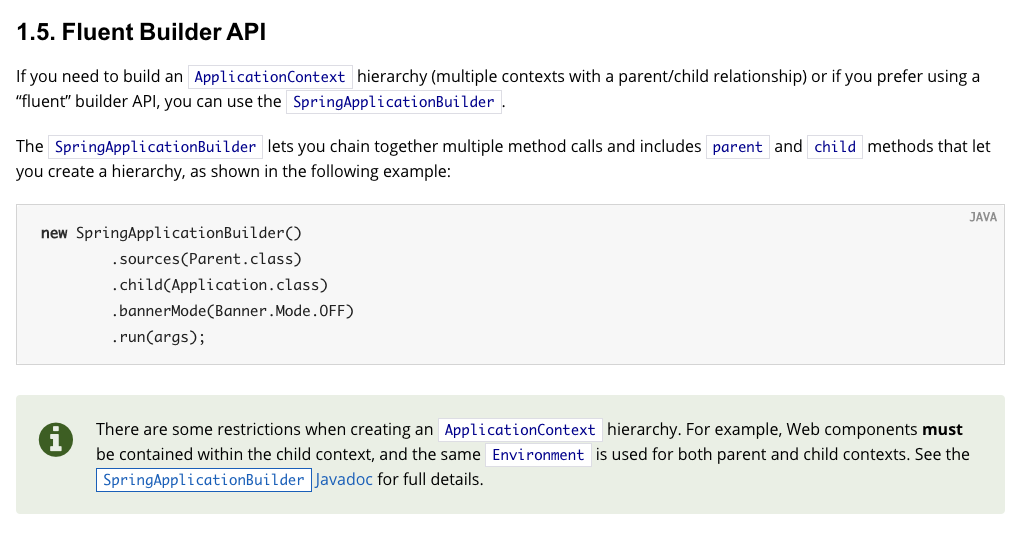 1.5. Fluent Builder API
If you need to build an ApplicationContext hierarchy (multiple contexts with a parent/child relationship) or if you prefer using a
“fluent” builder API, you can use the SpringApplicationBuilder.
The SpringApplicationBuilder lets you chain together multiple method calls and includes parent and child methods that let
you create a hierarchy, as shown in the following example:
JAVA
new SpringApplicationBuilder()
        .sources(Parent.class)
        .child(Application.class)
        .bannerMode(Banner.Mode.OFF)
        .run(args);
There are some restrictions when creating an ApplicationContext hierarchy. For example, Web components must
be contained within the child context, and the same Environment is used for both parent and child contexts. See the
SpringApplicationBuilder Javadoc for full details.